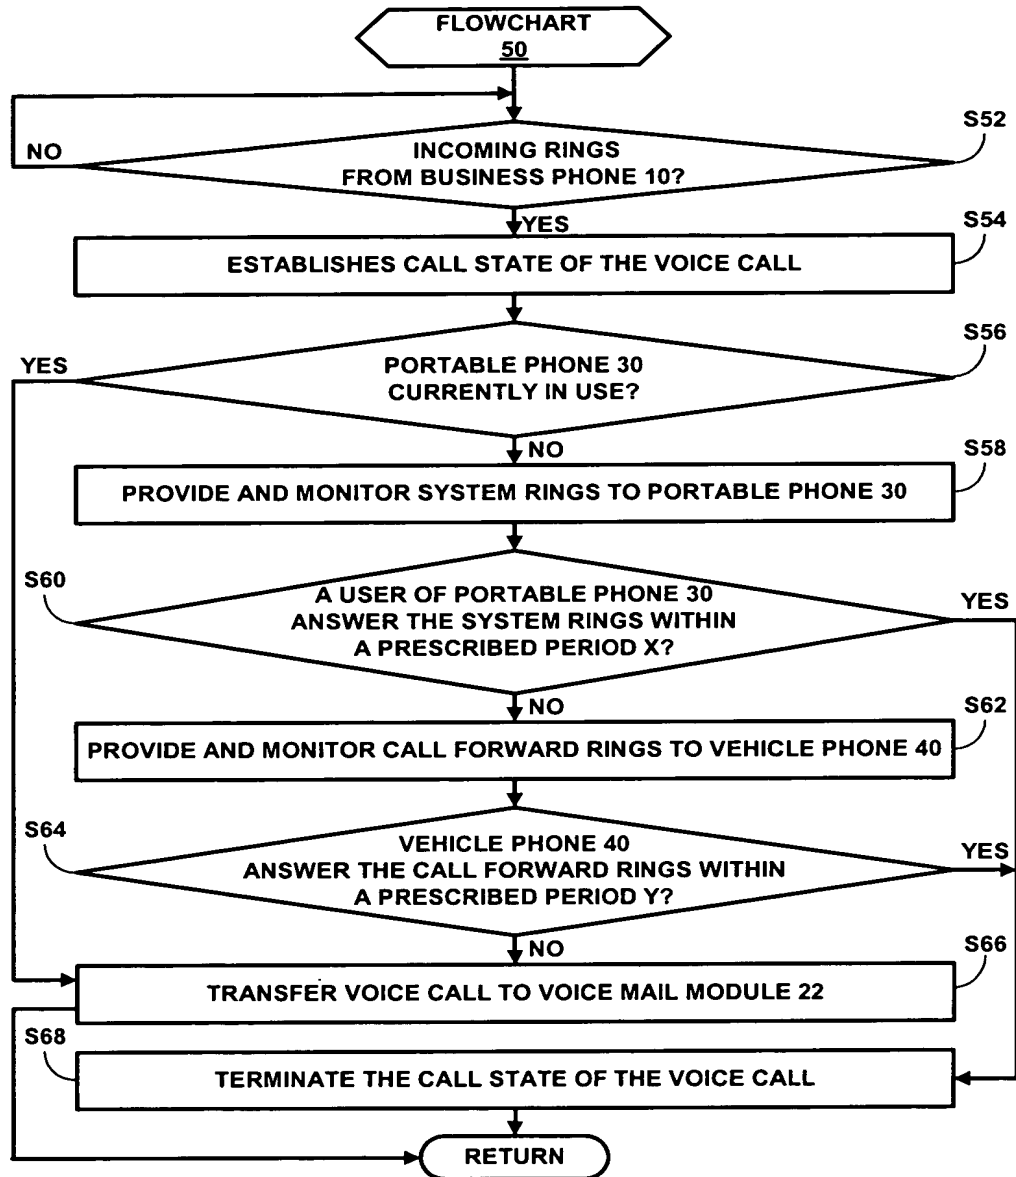 FLOWCHART
50
S52
NO
INCOMING RINGS
FROM BUSINESS PHONE 10?
YES
S54
ESTABLISHES CALL STATE OF THE VOICE CALL
S56
YES
PORTABLE PHONE 30
CURRENTLY IN USE?
NO
S58
PROVIDE AND MONITOR SYSTEM RINGS TO PORTABLE PHONE 30
S60
A USER OF PORTABLE PHONE 30
ANSWER THE SYSTEM RINGS WITHIN
A PRESCRIBED PERIOD X?
YES
NO
S62
PROVIDE AND MONITOR CALL FORWARD RINGS TO VEHICLE PHONE 40
S64
VEHICLE PHONE 40
ANSWER THE CALL FORWARD RINGS WITHIN
A PRESCRIBED PERIOD Y?
YES
NO
S66
TRANSFER VOICE CALL TO VOICE MAIL MODULE 22
S68
TERMINATE THE CALL STATE OF THE VOICE CALL
RETURN